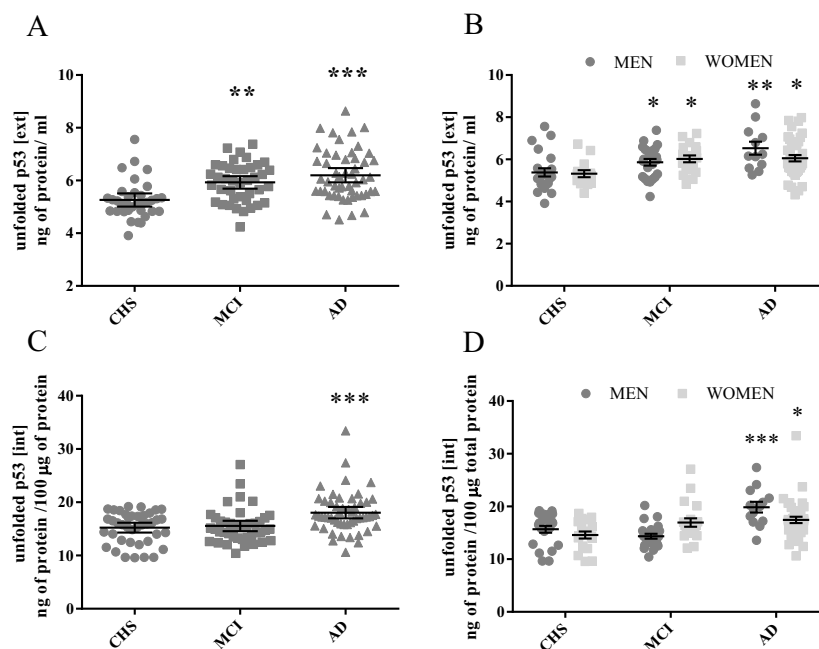 A
unfolded p53 [ext]
ng of protein/ ml
10
8
6
4
2
**
***
CHS
MCI
AD
B
MEN
WOMEN
unfolded p53 [ext]
ng of protein/ ml
10
8
6
4
2
0
*
*
**
*
CHS
MCI
AD
C
unfolded p53 [int]
ng of protein /100 µg of protein
40
30
20
10
0
***
CHS
MCI
AD
D
MEN
WOMEN
unfolded p53 [int]
ng of protein /100 µg total protein
40
30
20
10
0
***
*
CHS
MCI
AD